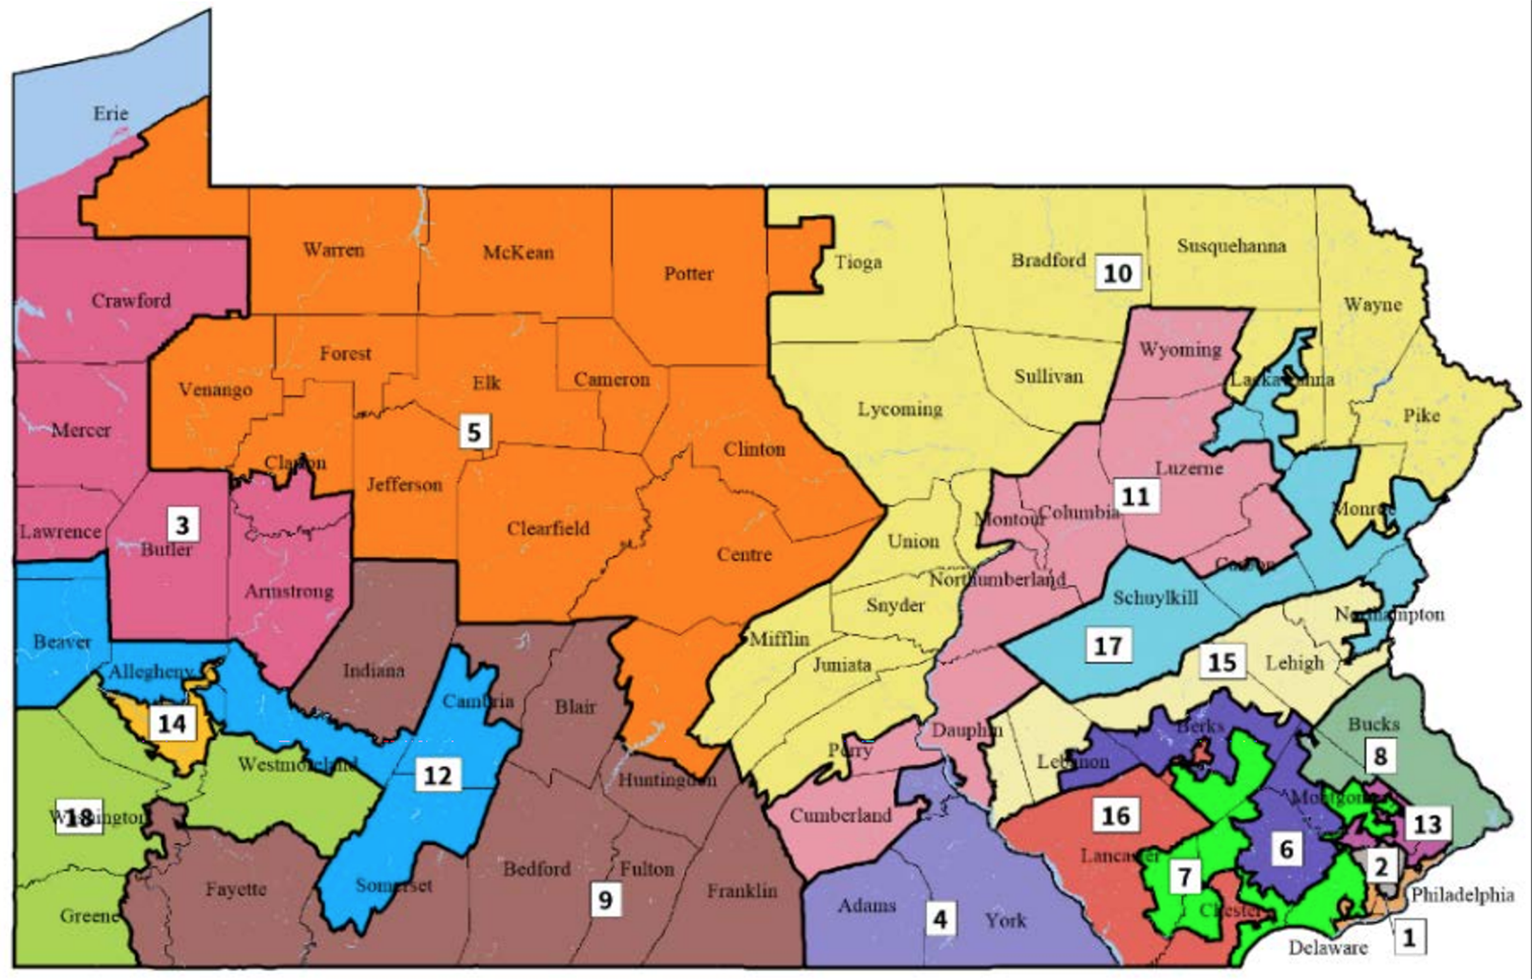 Erie
Warren
McKean
Potter
Tioga
Bradford
10
Susquehanna
Wayne
Crawford
Forest
Venango
Elk
Cameron
Wyoming
Lackawanna
Sullivan
Lycoming
Pike
Mercer
5
Clinton
Clarion
Jefferson
Luzerne
11
Lawrence
3
Butler
Clearfield
Centre
Montour
Columbia
Monroe
Union
Northumberland
Carbon
Armstrong
Snyder
Schuylkill
Northampton
Beaver
Mifflin
Juniata
17
15
Lehigh
Allegheny
Indiana
Cambria
Blair
14
Dauphin
Perry
Berks
Bucks
8
Westmoreland
12
Huntingdon
Lebanon
Montgomery
18
Washington
Cumberland
16
13
Lancaster
6
2
7
Bedford
Fulton
Franklin
Fayette
Somerset
9
Adams
4
York
Chester
Philadelphia
Greene
Delaware
1